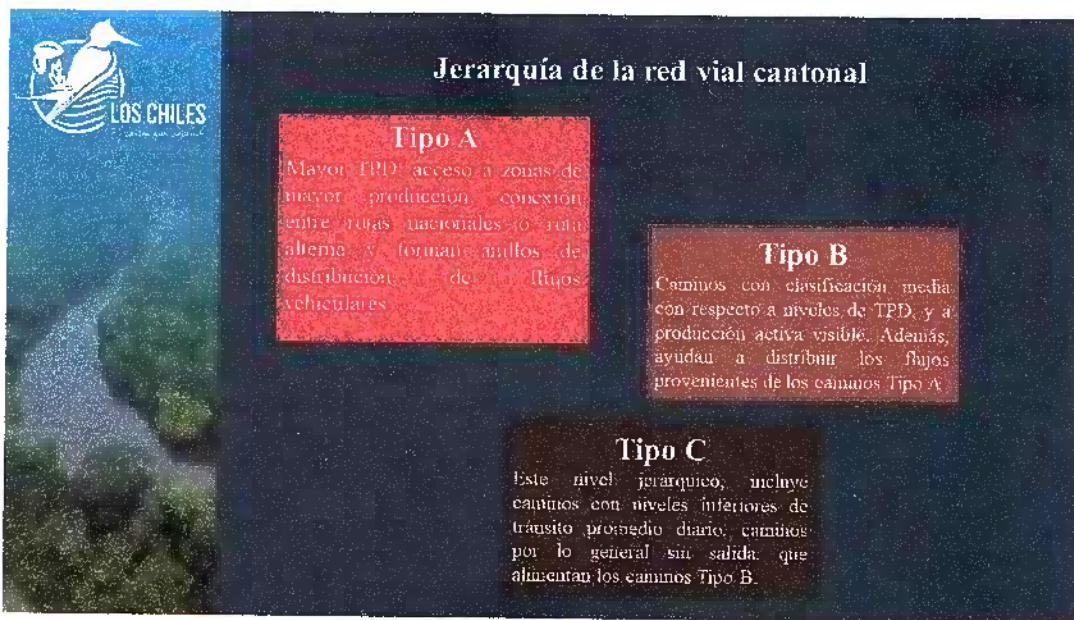 LOS CHILES
Jerarquía de la red vial cantonal
Tipo A
Mayor TPD, acceso a zonas de
mayor producción, conexión
entre rutas nacionales o ruta
alterna y forman anillos de
distribución de flujos
vehiculares
Tipo B
Caminos con clasificación media
con respecto a niveles de TPD, y a
producción activa visible. Además,
ayudan a distribuir los flujos
provenientes de los caminos Tipo A
Tipo C
Este nivel jerárquico, incluye
caminos con niveles inferiores de
tránsito promedio diario, caminos
por lo general sin salida, que
alimentan los caminos Tipo B.